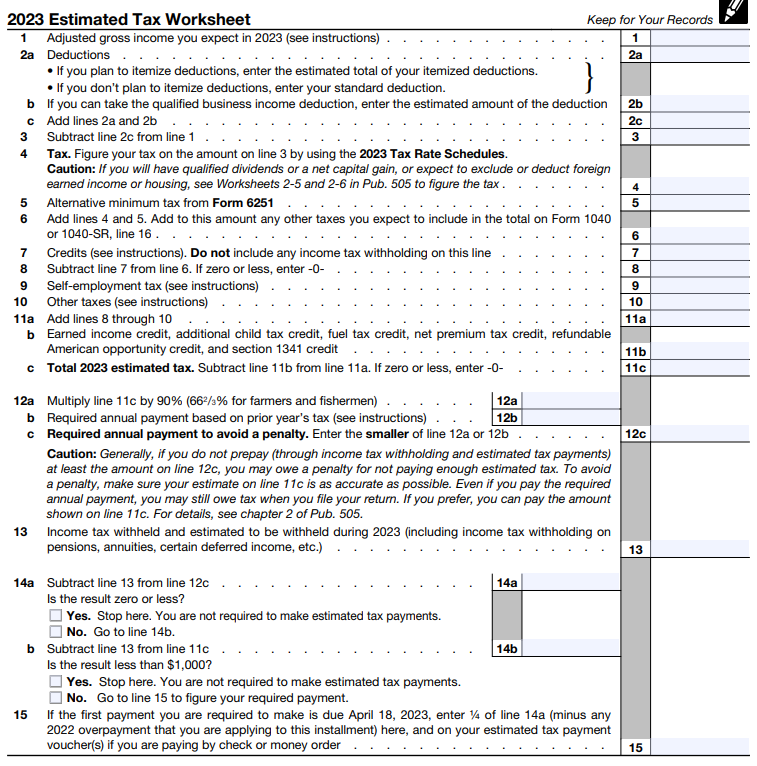 2023 Estimated Tax Worksheet Keep for Your Records
1 Adjusted gross income you expect in 2023 (see instructions) . . . . . . . . . . . . . . 1
2a Deductions . . . . . . . . . . . . . . . . . . . . . . . . . . . . . 2a
• If you plan to itemize deductions, enter the estimated total of your itemized deductions.
• If you don't plan to itemize deductions, enter your standard deduction. }
b If you can take the qualified business income deduction, enter the estimated amount of the deduction 2b
c Add lines 2a and 2b . . . . . . . . . . . . . . . . . . . . . . . . . . 2c
3 Subtract line 2c from line 1 . . . . . . . . . . . . . . . . . . . . . . . . . 3
4 Tax. Figure your tax on the amount on line 3 by using the 2023 Tax Rate Schedules.
Caution: If you will have qualified dividends or a net capital gain, or expect to exclude or deduct foreign
earned income or housing, see Worksheets 2-5 and 2-6 in Pub. 505 to figure the tax . . . . . . . 4
5 Alternative minimum tax from Form 6251 . . . . . . . . . . . . . . . . . . . . 5
6 Add lines 4 and 5. Add to this amount any other taxes you expect to include in the total on Form 1040
or 1040-SR, line 16 . . . . . . . . . . . . . . . . . . . . . . . . . . . 6
7 Credits (see instructions). Do not include any income tax withholding on this line . . . . . . . 7
8 Subtract line 7 from line 6. If zero or less, enter -0- . . . . . . . . . . . . . . . . . 8
9 Self-employment tax (see instructions) . . . . . . . . . . . . . . . . . . . . . 9
10 Other taxes (see instructions) . . . . . . . . . . . . . . . . . . . . . . . . 10
11a Add lines 8 through 10 . . . . . . . . . . . . . . . . . . . . . . . . . . 11a
b Earned income credit, additional child tax credit, fuel tax credit, net premium tax credit, refundable
American opportunity credit, and section 1341 credit . . . . . . . . . . . . . . . . 11b
c Total 2023 estimated tax. Subtract line 11b from line 11a. If zero or less, enter -0- . . . . . . . 11c
12a Multiply line 11c by 90% (66²/₃% for farmers and fishermen) . . . . . . 12a
b Required annual payment based on prior year's tax (see instructions) . . . 12b
c Required annual payment to avoid a penalty. Enter the smaller of line 12a or 12b . . . . . . 12c
Caution: Generally, if you do not prepay (through income tax withholding and estimated tax payments)
at least the amount on line 12c, you may owe a penalty for not paying enough estimated tax. To avoid
a penalty, make sure your estimate on line 11c is as accurate as possible. Even if you pay the required
annual payment, you may still owe tax when you file your return. If you prefer, you can pay the amount
shown on line 11c. For details, see chapter 2 of Pub. 505.
13 Income tax withheld and estimated to be withheld during 2023 (including income tax withholding on
pensions, annuities, certain deferred income, etc.) . . . . . . . . . . . . . . . . . 13
14a Subtract line 13 from line 12c . . . . . . . . . . . . . . . . 14a
Is the result zero or less?
Yes. Stop here. You are not required to make estimated tax payments.
No. Go to line 14b.
b Subtract line 13 from line 11c . . . . . . . . . . . . . . . . 14b
Is the result less than $1,000?
Yes. Stop here. You are not required to make estimated tax payments.
No. Go to line 15 to figure your required payment.
15 If the first payment you are required to make is due April 18, 2023, enter ¼ of line 14a (minus any
2022 overpayment that you are applying to this installment) here, and on your estimated tax payment
voucher(s) if you are paying by check or money order . . . . . . . . . . . . . . . . 15